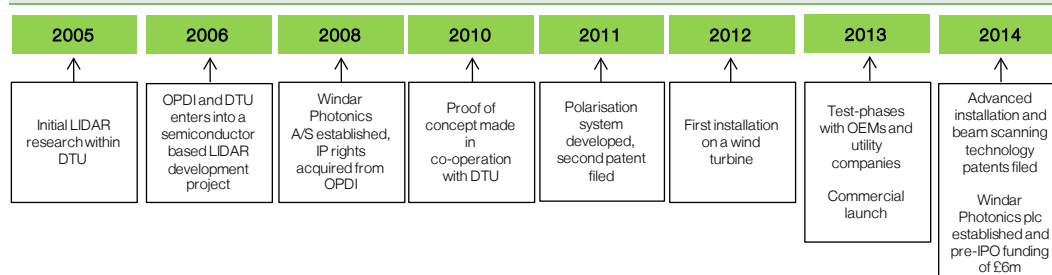 2005
2006
2008
2010
2011
2012
2013
2014
Initial LIDAR
research within
DTU
OPDI and DTU
enters into a
semiconductor
based LIDAR
development
project
Windar
Photonics
A/S established,
IP rights
acquired from
OPDI
Proof of
concept made
in
co-operation
with DTU
Polarisation
system
developed,
second patent
filed
First installation
on a wind
turbine
Test-phases
with OEMs and
utility
companies
Commercial
launch
Advanced
installation and
beam scanning
technology
patents filed
Windar
Photonics plc
established and
pre-IPO funding
of £6m